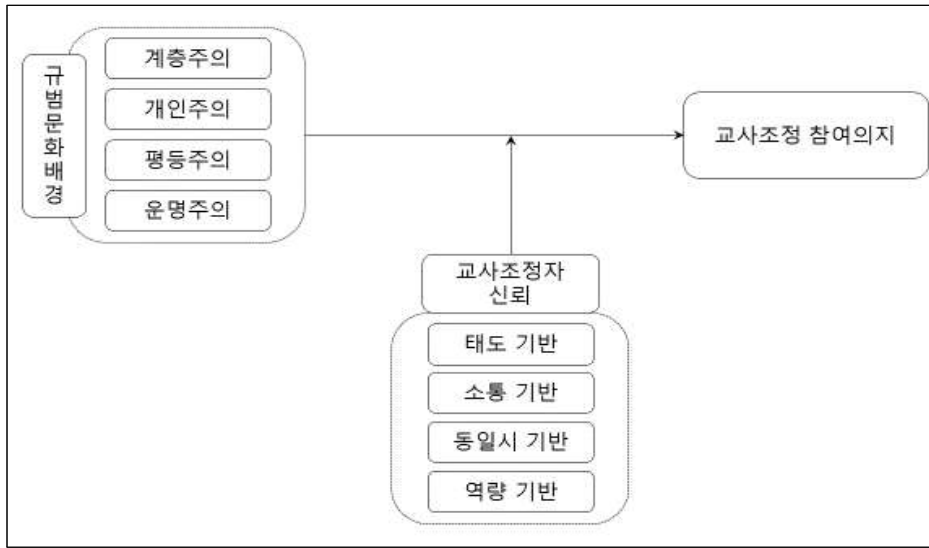 규범문화배경
계층주의
개인주의
평등주의
운명주의
교사조정 참여의지
교사조정자
신뢰
태도 기반
소통 기반
동일시 기반
역량 기반